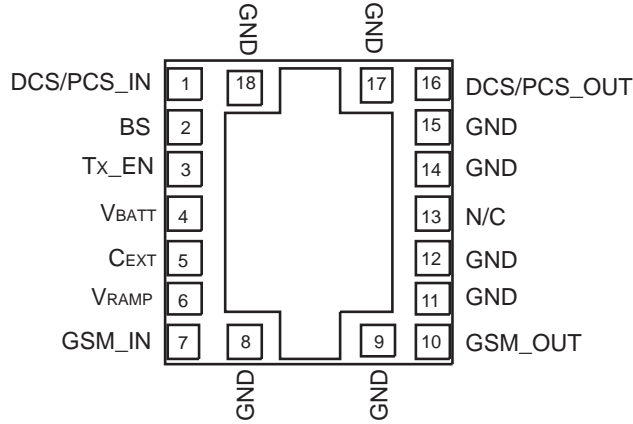 GND GND
DCS/PCS_IN 1 18 17 16 DCS/PCS_OUT
BS 2 15 GND
TX_EN 3 14 GND
VBATT 4 13 N/C
CEXT 5 12 GND
VRAMP 6 11 GND
GSM_IN 7 8 9 10 GSM_OUT
GND GND